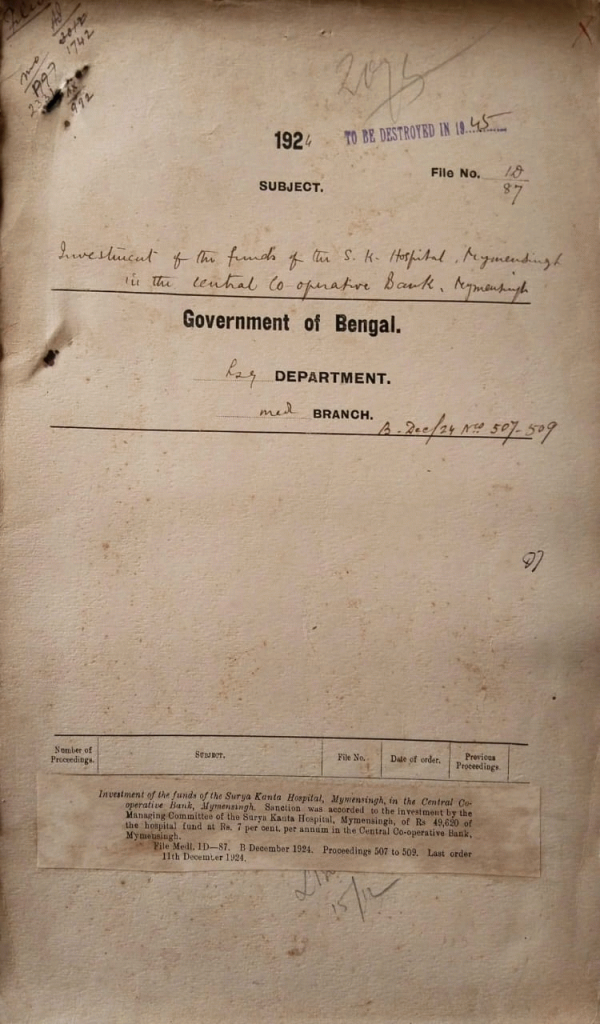 2075
1924
TO BE DESTROYED IN 1945
File No. 1D/87
SUBJECT.
Investment of the funds of the S. K. Hospital, Mymensingh
in the Central Co-operative Bank, Mymensingh
Government of Bengal.
DEPARTMENT.
med BRANCH.
B. Dec/24 Nos 507-509
Number of Proceedings. SUBJECT. File No. Date of order. Previous Proceedings.
Investment of the funds of the Surya Kanta Hospital, Mymensingh, in the Central Co-
operative Bank, Mymensingh. Sanction was accorded to the investment by the
Managing Committee of the Surya Kanta Hospital, Mymensingh, of Rs 49,620 of
the hospital fund at Rs. 7 per cent. per annum in the Central Co-operative Bank,
Mymensingh.
File Medl. 1D—87. B December 1924. Proceedings 507 to 509. Last order
11th December 1924.
15/12